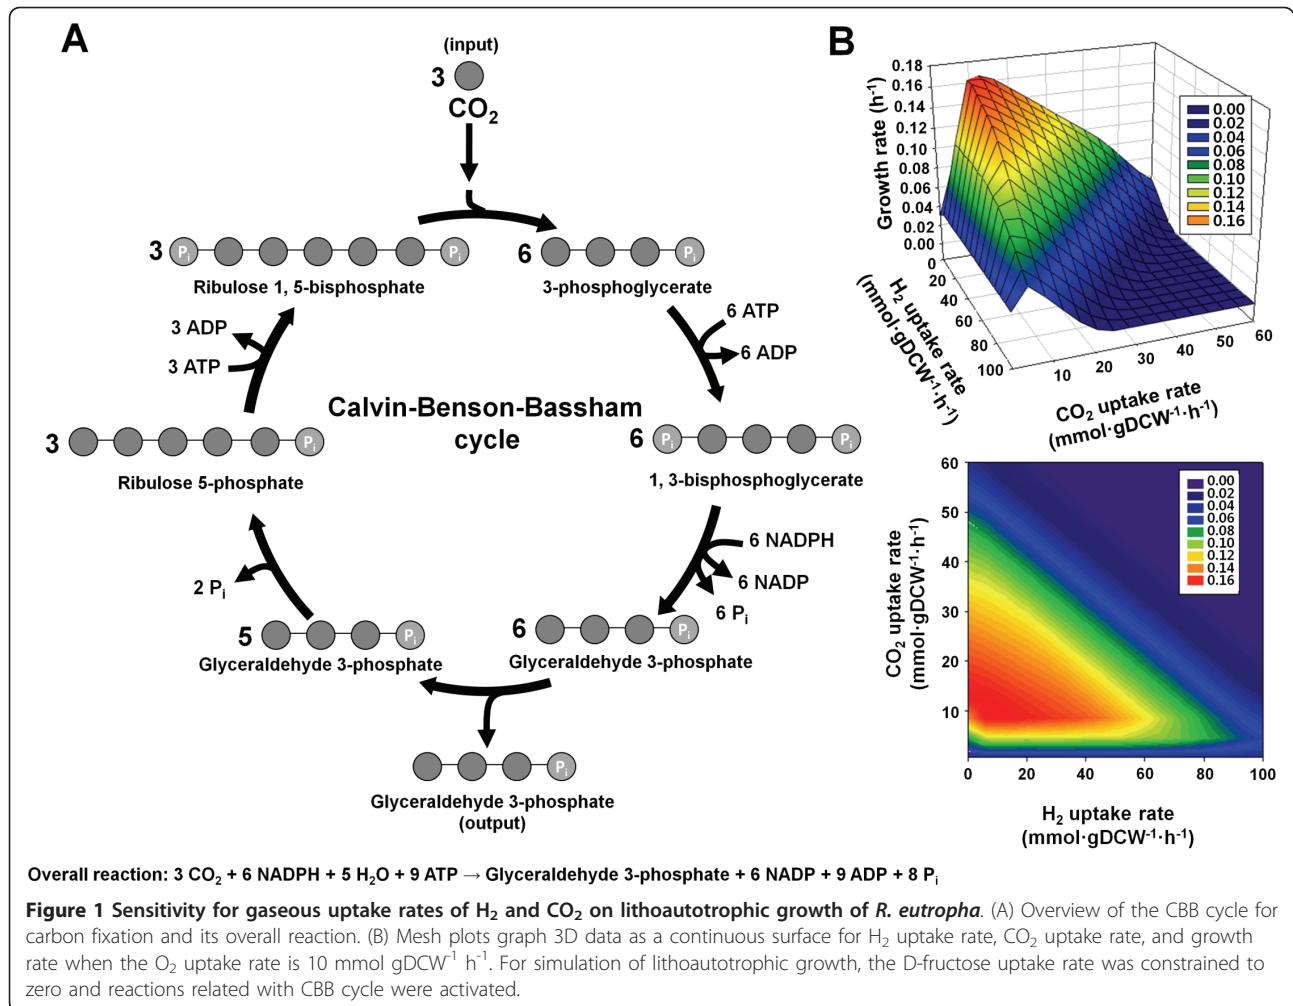 A
(input)
3
CO2
3 Pi Pi
Ribulose 1, 5-bisphosphate
6 Pi
3-phosphoglycerate
3 ADP
3 ATP
6 ATP
6 ADP
Calvin-Benson-Bassham
cycle
3 Pi
Ribulose 5-phosphate
6 Pi Pi
1, 3-bisphosphoglycerate
6 NADPH
6 NADP
6 Pi
2 Pi
5 Pi
Glyceraldehyde 3-phosphate
6 Pi
Glyceraldehyde 3-phosphate
Pi
Glyceraldehyde 3-phosphate
(output)
B
Growth rate (h-1)
0.18
0.16
0.14
0.12
0.10
0.08
0.06
0.04
0.02
0.00
0
20
40
60
80
100
H2 uptake rate
(mmol·gDCW-1·h-1)
10
20
30
40
50
60
CO2 uptake rate
(mmol·gDCW-1·h-1)
0.00
0.02
0.04
0.06
0.08
0.10
0.12
0.14
0.16
CO2 uptake rate
(mmol·gDCW-1·h-1)
60
50
40
30
20
10
0.00
0.02
0.04
0.06
0.08
0.10
0.12
0.14
0.16
0 20 40 60 80 100
H2 uptake rate
(mmol·gDCW-1·h-1)
Overall reaction: 3 CO2 + 6 NADPH + 5 H2O + 9 ATP → Glyceraldehyde 3-phosphate + 6 NADP + 9 ADP + 8 Pi
Figure 1 Sensitivity for gaseous uptake rates of H2 and CO2 on lithoautotrophic growth of R. eutropha. (A) Overview of the CBB cycle for
carbon fixation and its overall reaction. (B) Mesh plots graph 3D data as a continuous surface for H2 uptake rate, CO2 uptake rate, and growth
rate when the O2 uptake rate is 10 mmol gDCW-1 h-1. For simulation of lithoautotrophic growth, the D-fructose uptake rate was constrained to
zero and reactions related with CBB cycle were activated.